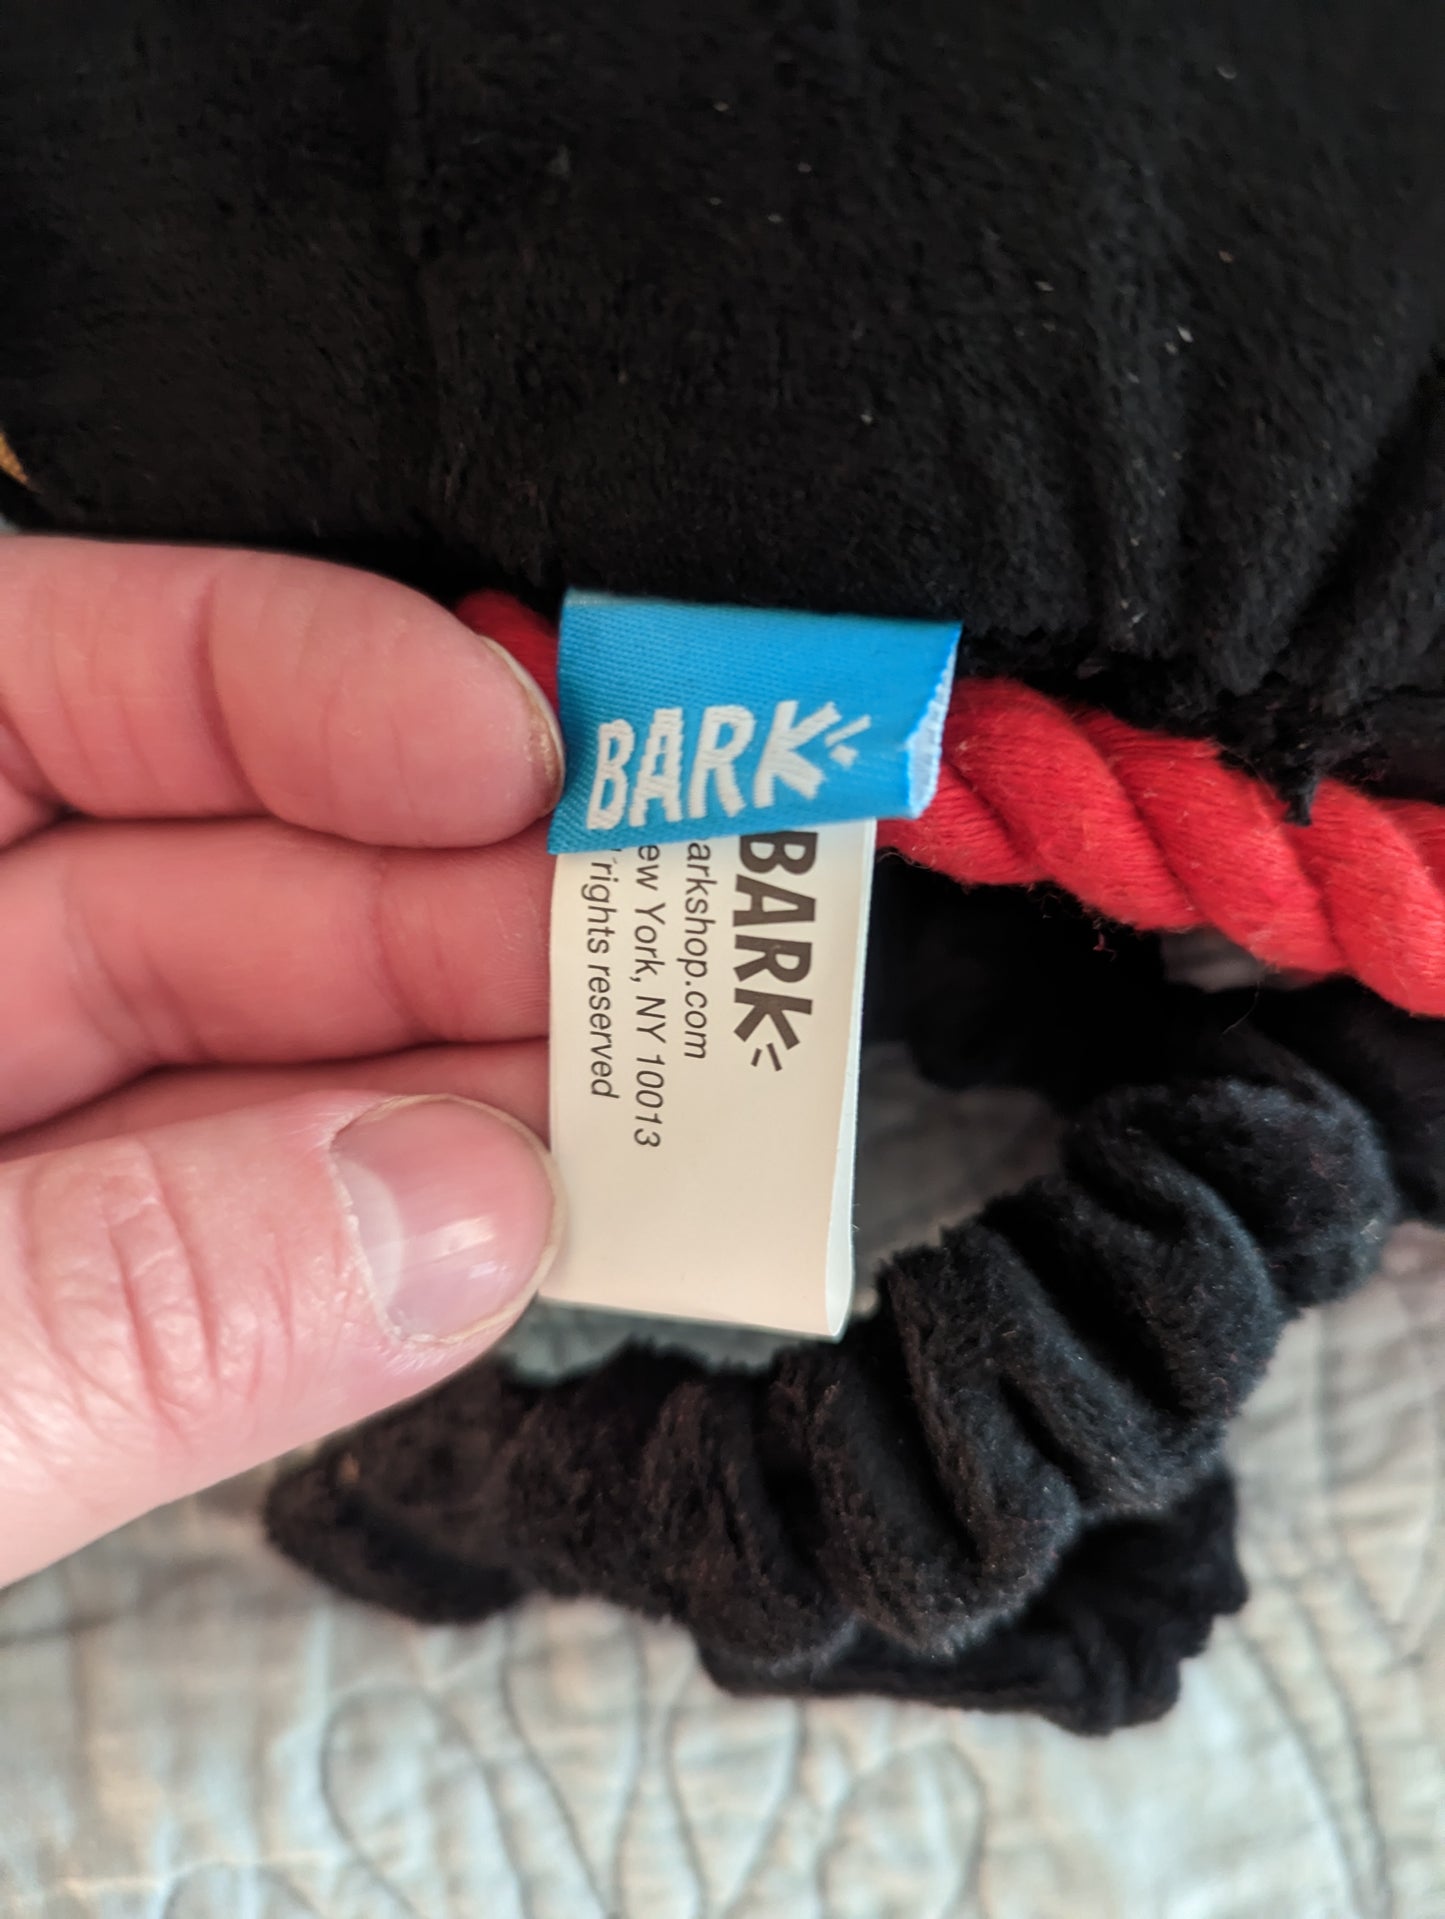 BARK
BARK
arkshop.com
ew York, NY 10013
rights reserved